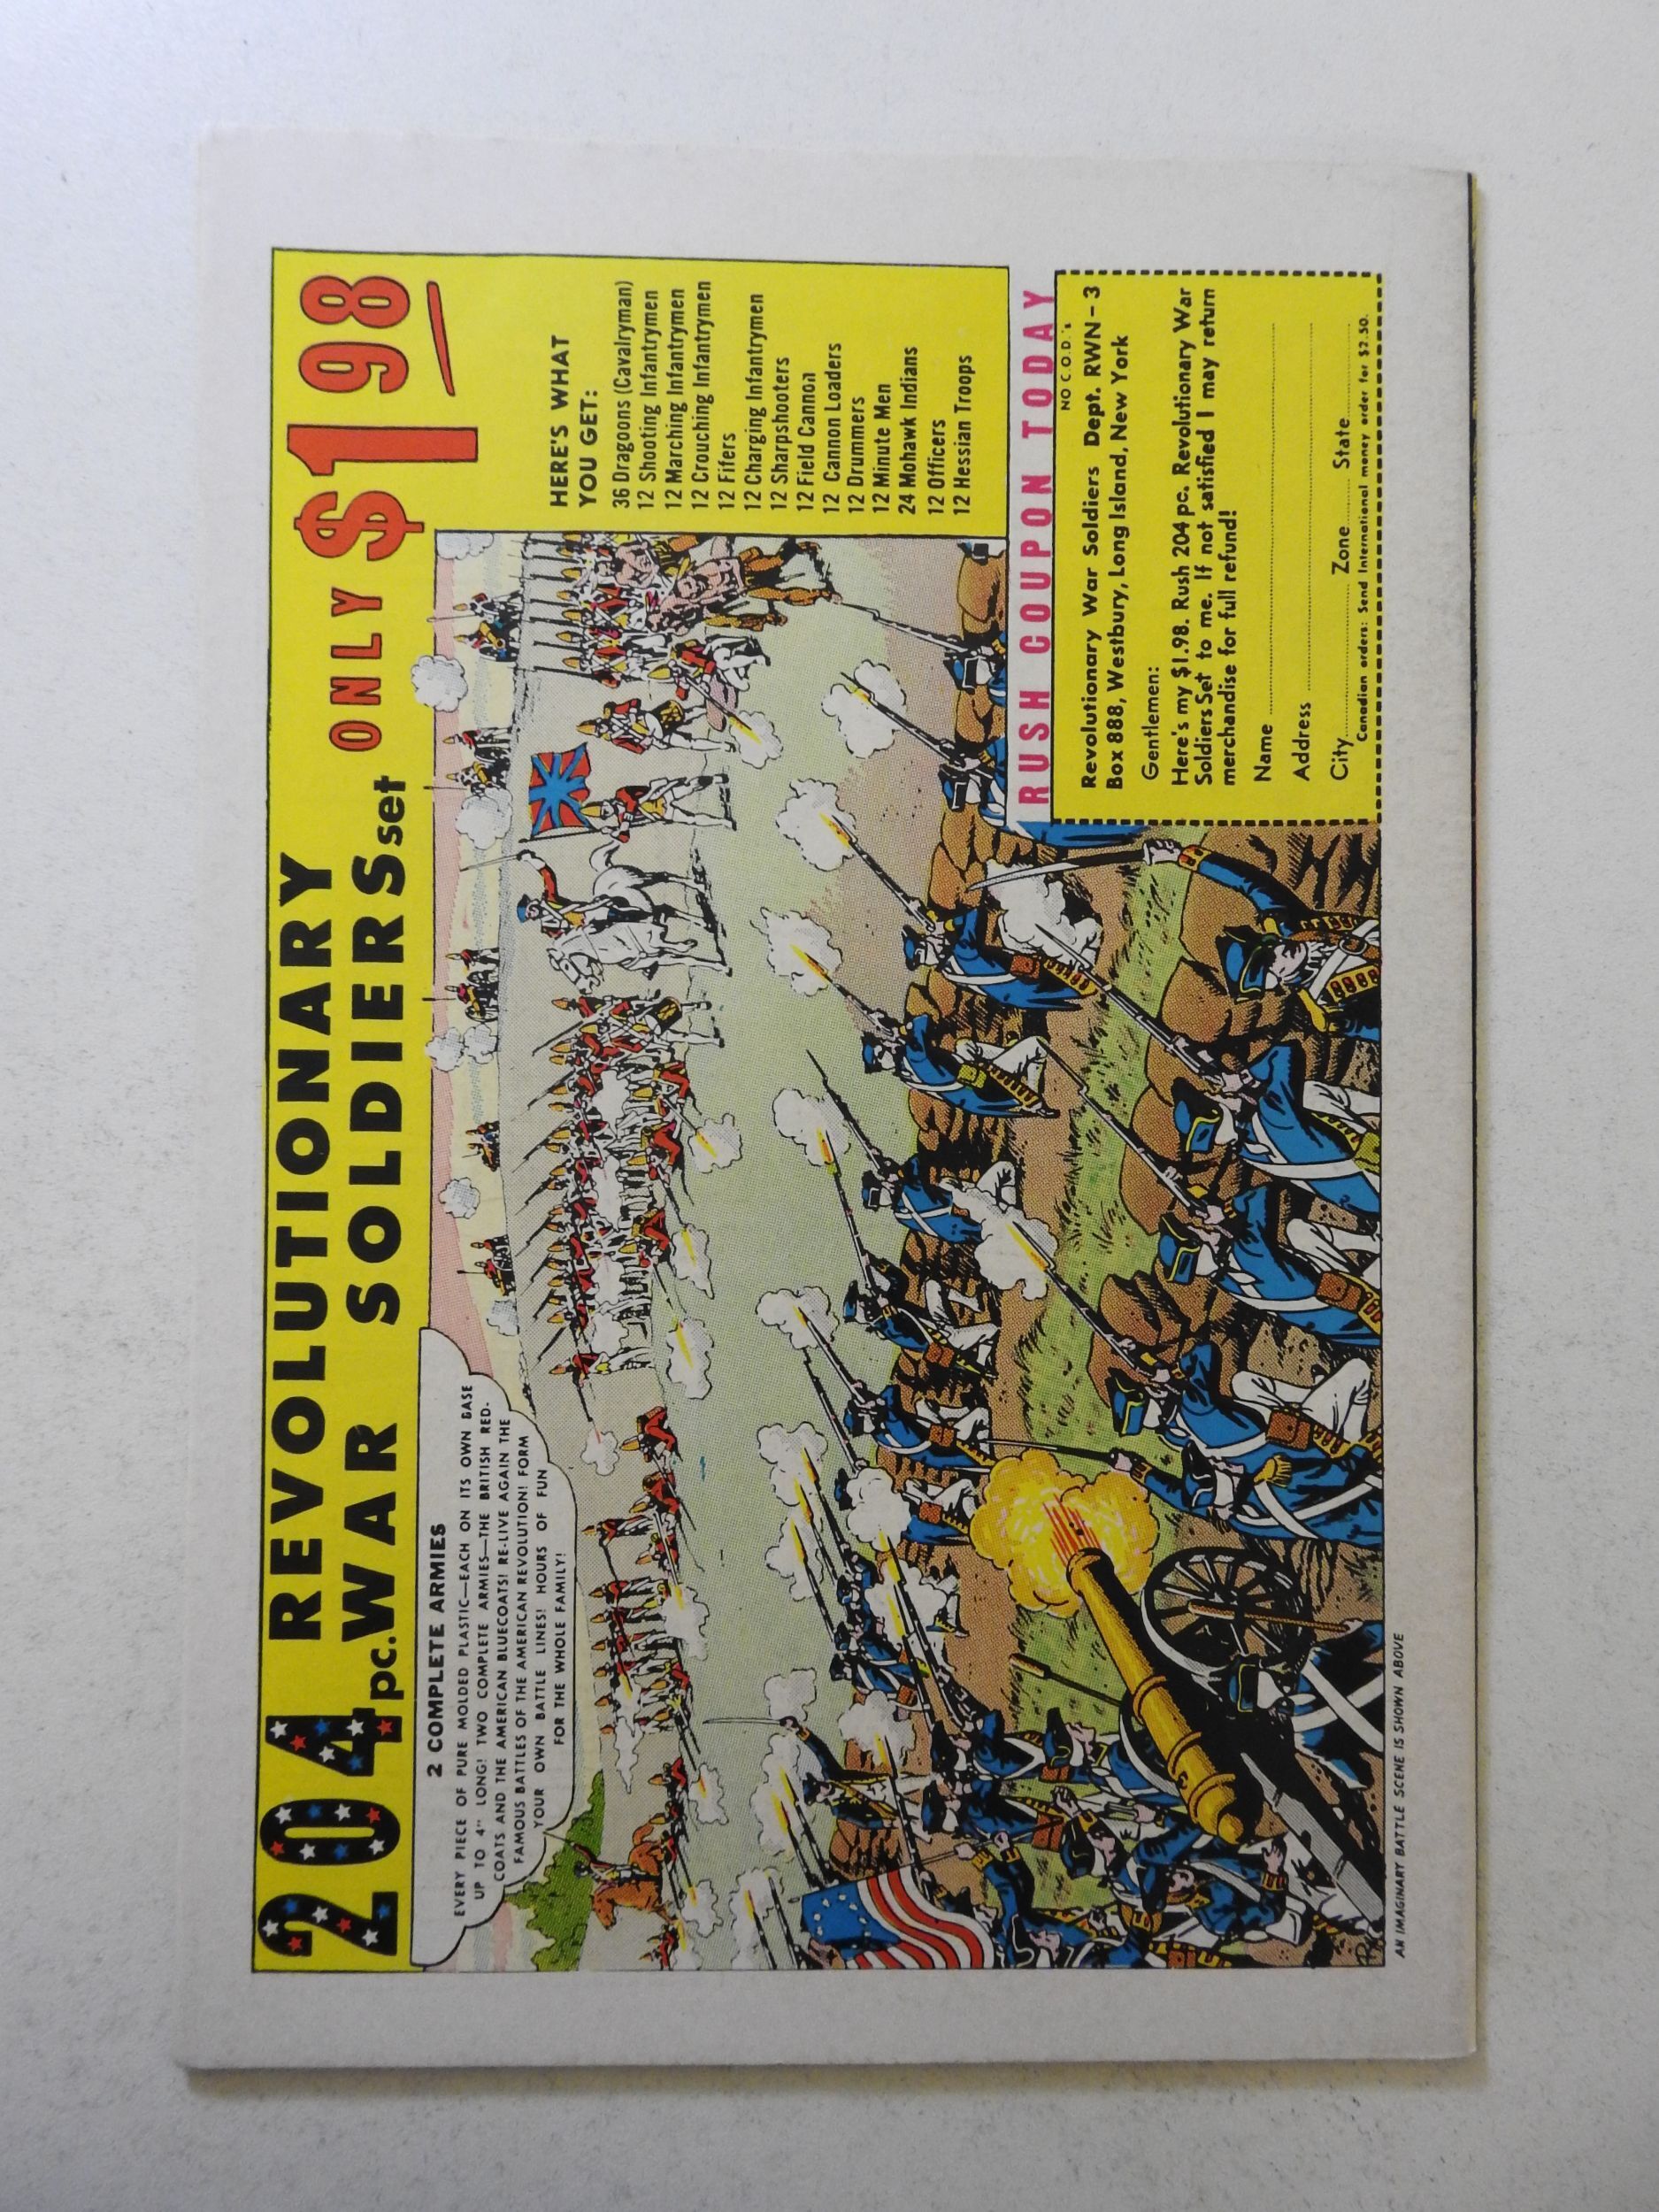 204 pc. REVOLUTIONARY
WAR SOLDIERS set ONLY $1 98
2 COMPLETE ARMIES
EVERY PIECE OF PURE MOLDED PLASTIC—EACH ON ITS OWN BASE
UP TO 4" LONG! TWO COMPLETE ARMIES—THE BRITISH RED-
COATS AND THE AMERICAN BLUECOATS! RE-LIVE AGAIN THE
FAMOUS BATTLES OF THE AMERICAN REVOLUTION! FORM
YOUR OWN BATTLE LINES! HOURS OF FUN
FOR THE WHOLE FAMILY!
HERE'S WHAT
YOU GET:
36 Dragoons (Cavalryman)
12 Shooting Infantrymen
12 Marching Infantrymen
12 Crouching Infantrymen
12 Fifers
12 Charging Infantrymen
12 Sharpshooters
12 Field Cannon
12 Cannon Loaders
12 Drummers
12 Minute Men
24 Mohawk Indians
12 Officers
12 Hessian Troops
RUSH COUPON TODAY
NO C.O.D.'s
Revolutionary War Soldiers Dept. RWN-3
Box 888, Westbury, Long Island, New York
Gentlemen:
Here's my $1.98. Rush 204 pc. Revolutionary War
Soldiers Set to me. If not satisfied I may return
merchandise for full refund!
Name
Address
City Zone State
Canadian orders: Send International money order for $2.50.
AN IMAGINARY BATTLE SCENE IS SHOWN ABOVE